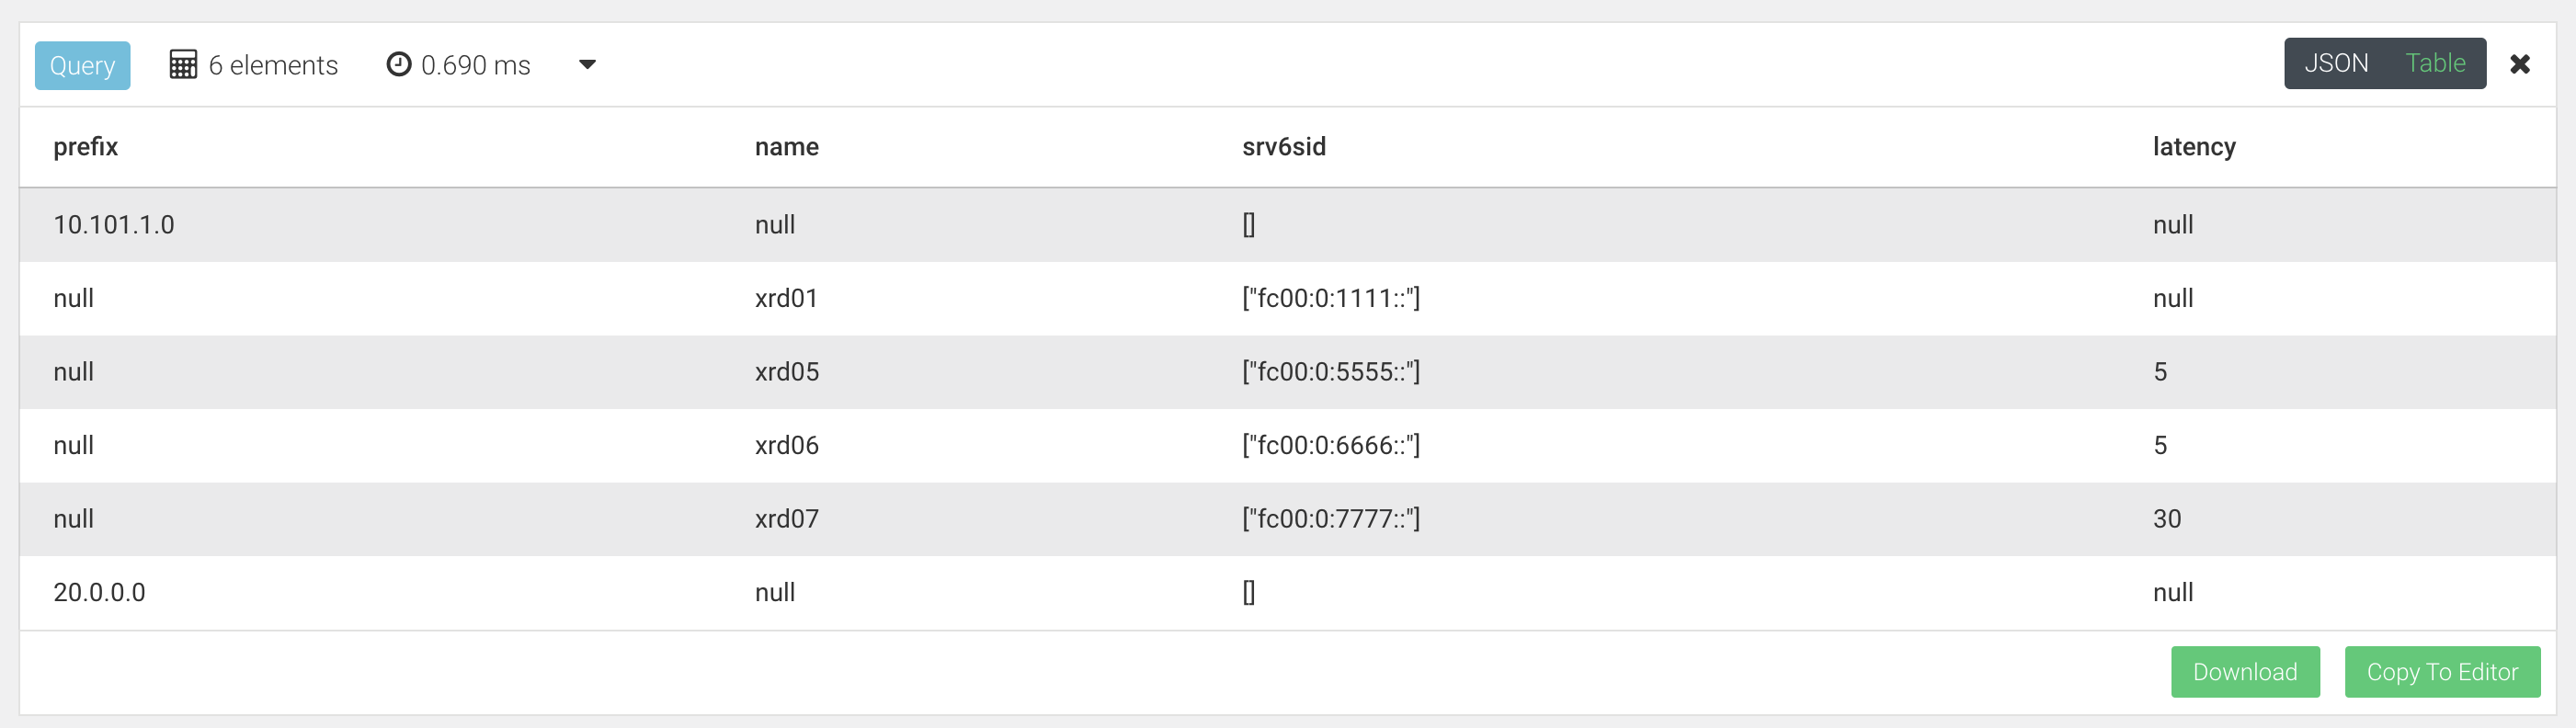 Query 6 elements 0.690 ms JSON Table
prefix name srv6sid latency
10.101.1.0 null [] null
null xrd01 ["fc00:0:1111::"] null
null xrd05 ["fc00:0:5555::"] 5
null xrd06 ["fc00:0:6666::"] 5
null xrd07 ["fc00:0:7777::"] 30
20.0.0.0 null [] null
Download Copy To Editor